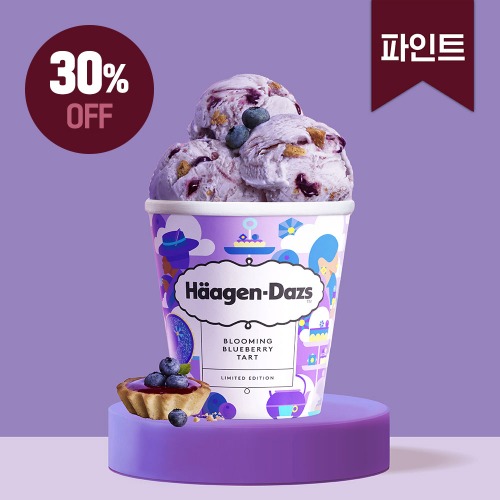 30%
OFF
파인트
Häagen-Dazs
BLOOMING
BLUEBERRY
TART
LIMITED EDITION